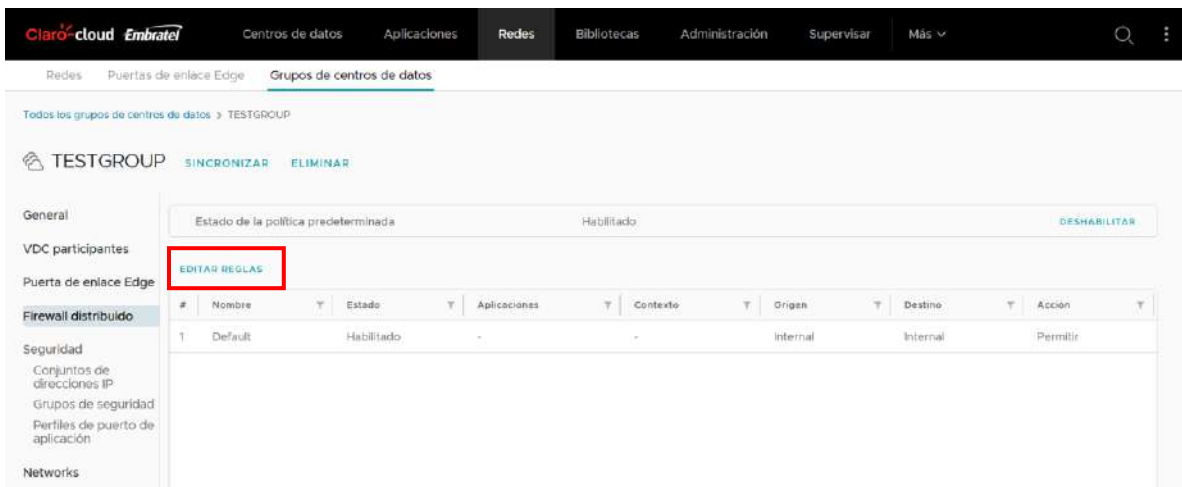 Claro-cloud Embratel Centros de datos Aplicaciones Redes Bibliotecas Administración Supervisar Más
Redes Puertas de enlace Edge Grupos de centros de datos
Todos los grupos de centros de datos > TESTGROUP
TESTGROUP SINCRONIZAR ELIMINAR
General
Estado de la política predeterminada Habilitado DESHABILITAR
VDC participantes
EDITAR REGLAS
Puerta de enlace Edge
# Nombre Estado Aplicaciones Contexto Origen Destino Acción
Firewall distribuido
1 Default Habilitado - - Internal Internal Permitir
Seguridad
Conjuntos de
direcciones IP
Grupos de seguridad
Perfiles de puerto de
aplicación
Networks